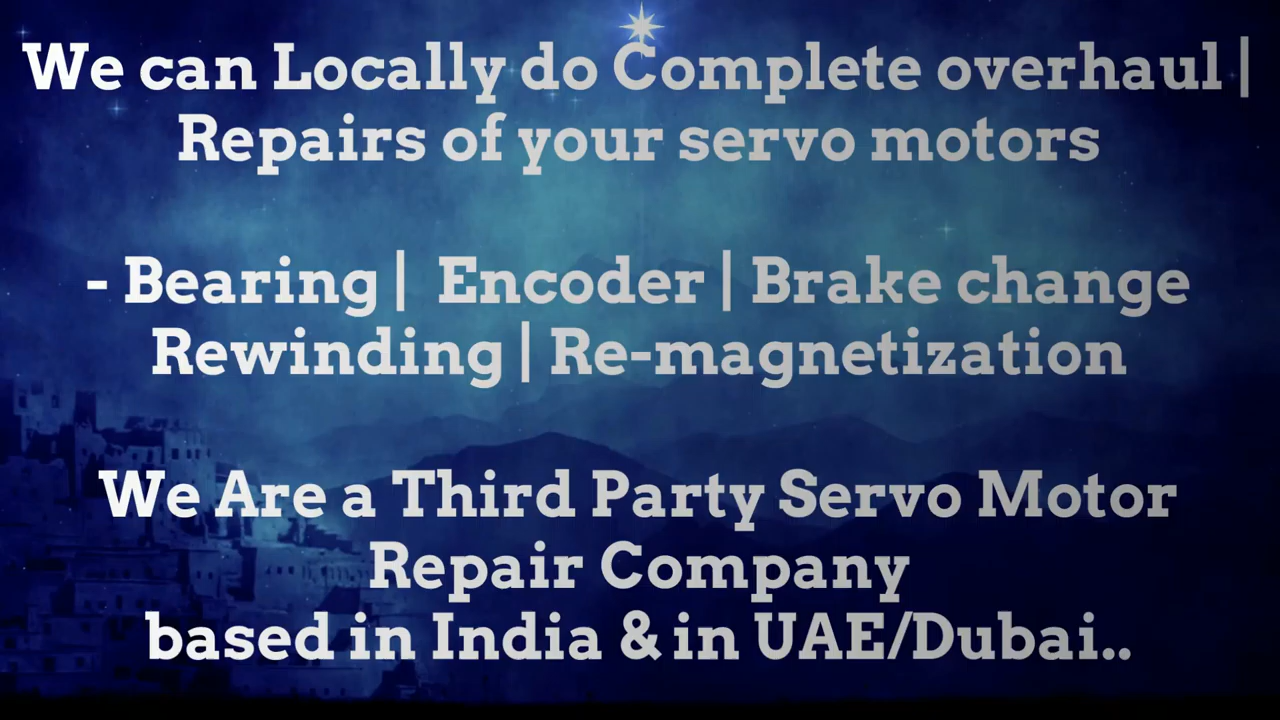 We can Locally do Complete overhaul |
Repairs of your servo motors
- Bearing | Encoder | Brake change
Rewinding | Re-magnetization
We Are a Third Party Servo Motor
Repair Company
based in India & in UAE/Dubai..